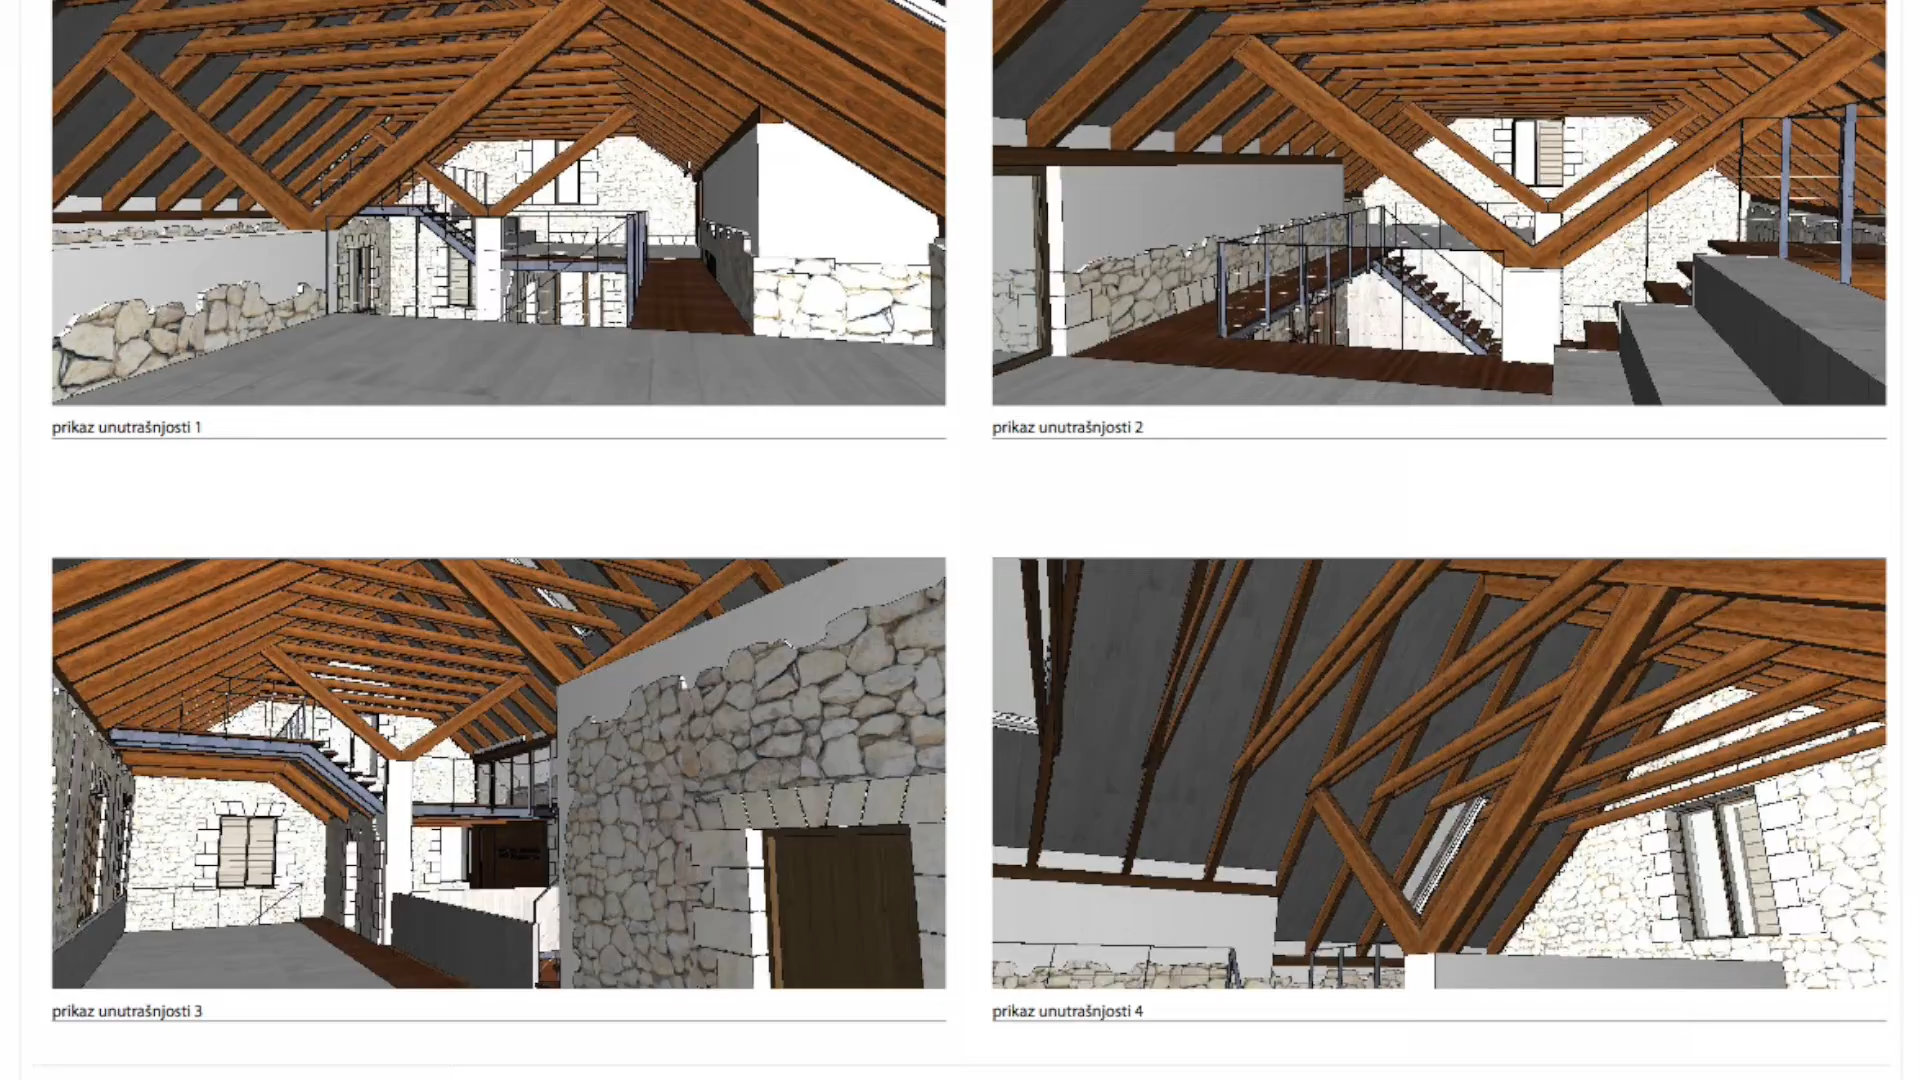 prikaz unutrašnjosti 1
prikaz unutrašnjosti 2
prikaz unutrašnjosti 3
prikaz unutrašnjosti 4